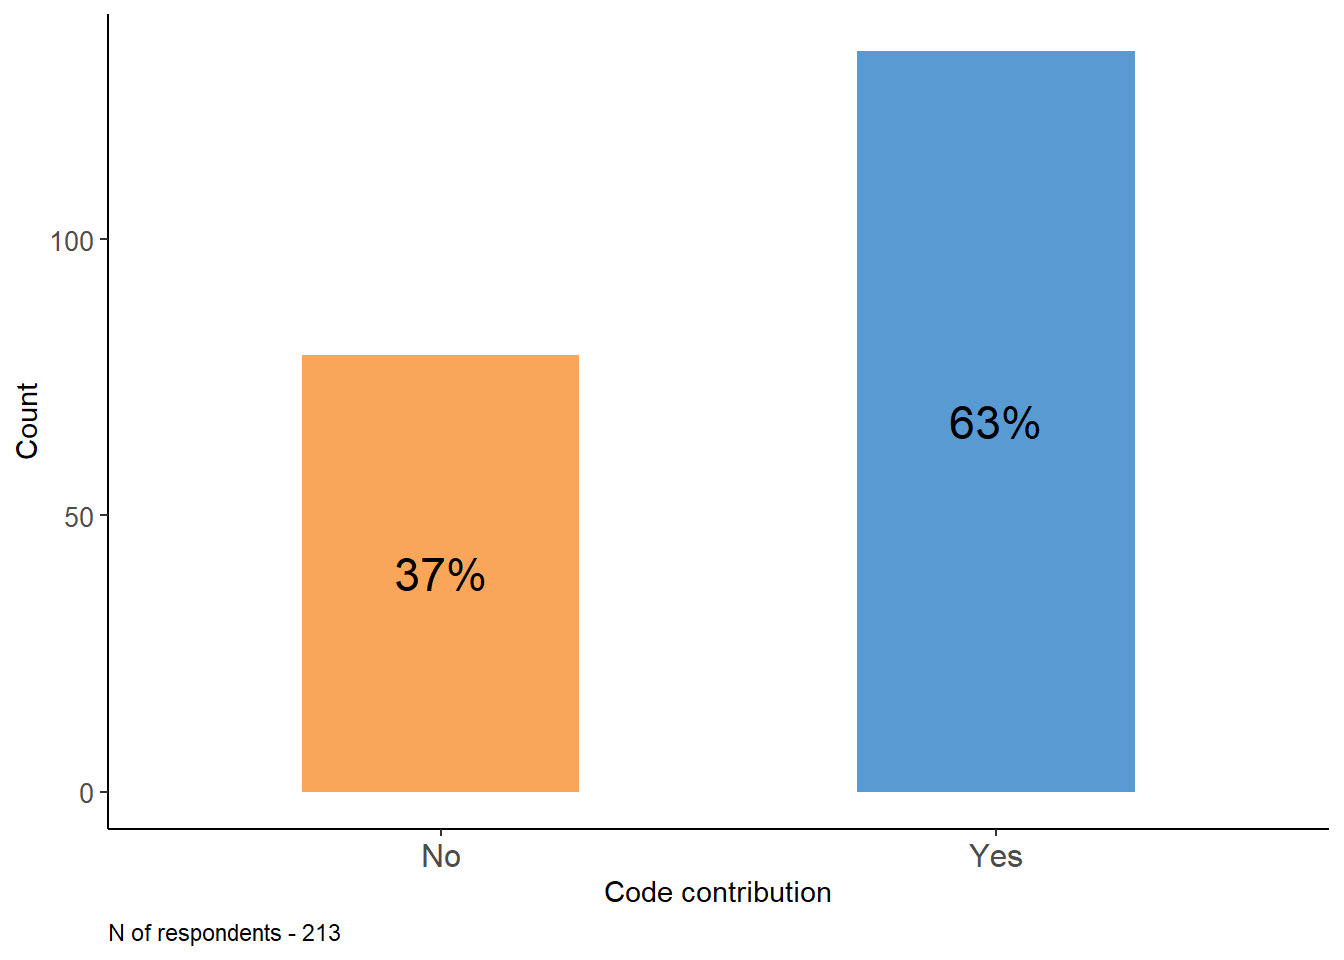 Count
100
50
0
37%
63%
No
Yes
Code contribution
N of respondents - 213